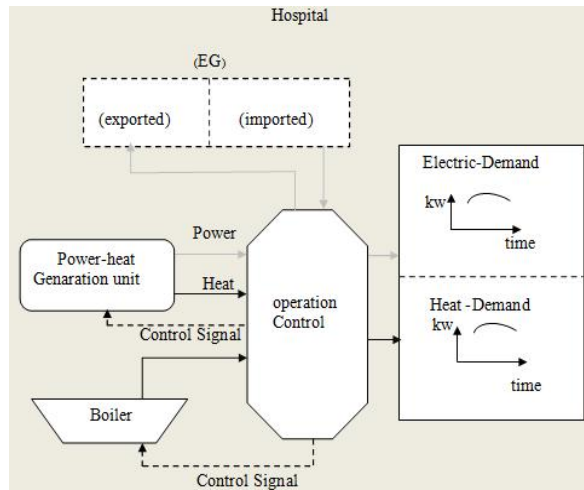 Hospital
(EG)
(exported)
(imported)
Electric-Demand
kw
time
Power
Power-heat
Genaration unit
Heat
operation
Control
Heat -Demand
kw
time
Control Signal
Boiler
Control Signal